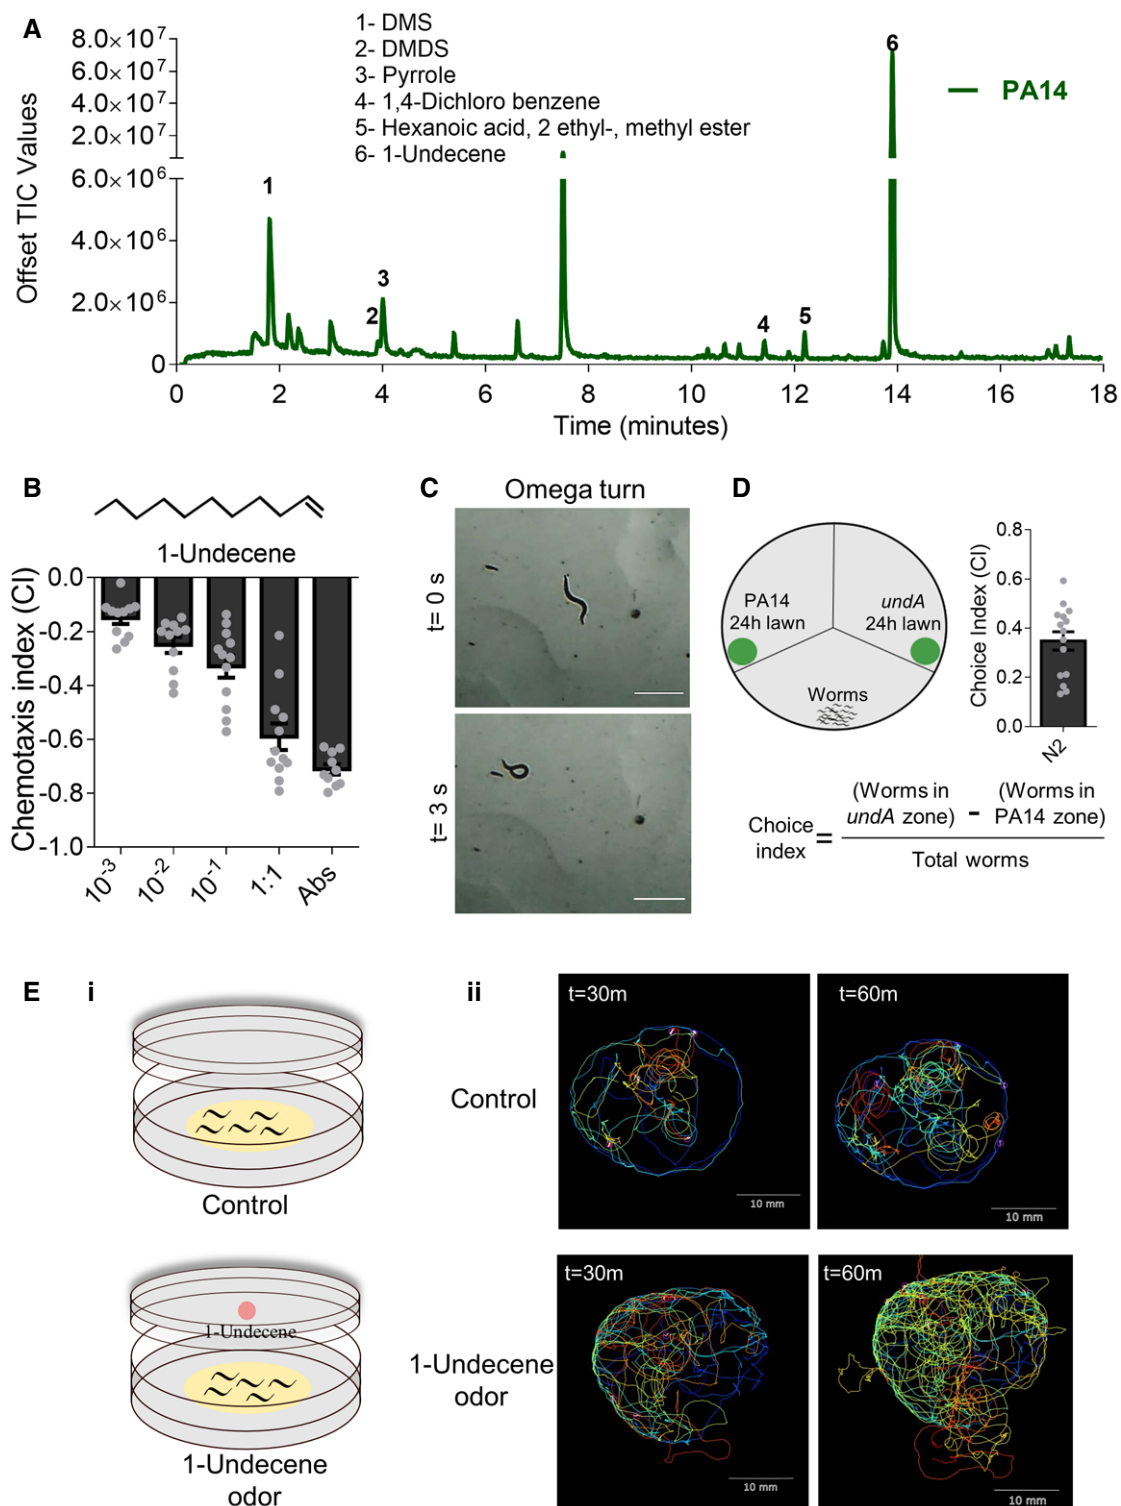 A
1- DMS
2- DMDS
3- Pyrrole
4- 1,4-Dichloro benzene
5- Hexanoic acid, 2 ethyl-, methyl ester
6- 1-Undecene
PA14
Offset TIC Values
8.0×10⁷
6.0×10⁷
4.0×10⁷
2.0×10⁷
6.0×10⁶
4.0×10⁶
2.0×10⁶
0
1
2
3
4
5
6
0 2 4 6 8 10 12 14 16 18
Time (minutes)
B
1-Undecene
Chemotaxis index (CI)
0.0
-0.2
-0.4
-0.6
-0.8
-1.0
10⁻³ 10⁻² 10⁻¹ 1:1 Abs
C
Omega turn
t= 0 s
t= 3 s
D
PA14
24h lawn
undA
24h lawn
Worms
Choice Index (CI)
0.8
0.6
0.4
0.2
0.0
N2
Choice
index
=
(Worms in
undA zone)
-
(Worms in
PA14 zone)
Total worms
E
i
Control
1-Undecene
1-Undecene
odor
ii
Control
t=30m
10 mm
t=60m
10 mm
1-Undecene
odor
t=30m
10 mm
t=60m
10 mm